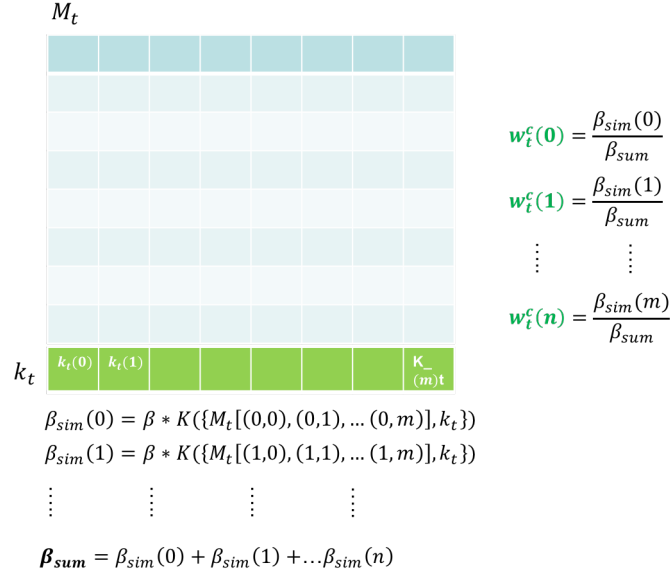 M_t
w_t^c(0) = β_sim(0) / β_sum
w_t^c(1) = β_sim(1) / β_sum
⋮ ⋮
w_t^c(n) = β_sim(m) / β_sum
k_t k_t(0) k_t(1) K_(m)t
β_sim(0) = β * K({M_t[(0,0), (0,1), … (0, m)], k_t})
β_sim(1) = β * K({M_t[(1,0), (1,1), … (1, m)], k_t})
⋮ ⋮ ⋮ ⋮
β_sum = β_sim(0) + β_sim(1) +…β_sim(n)